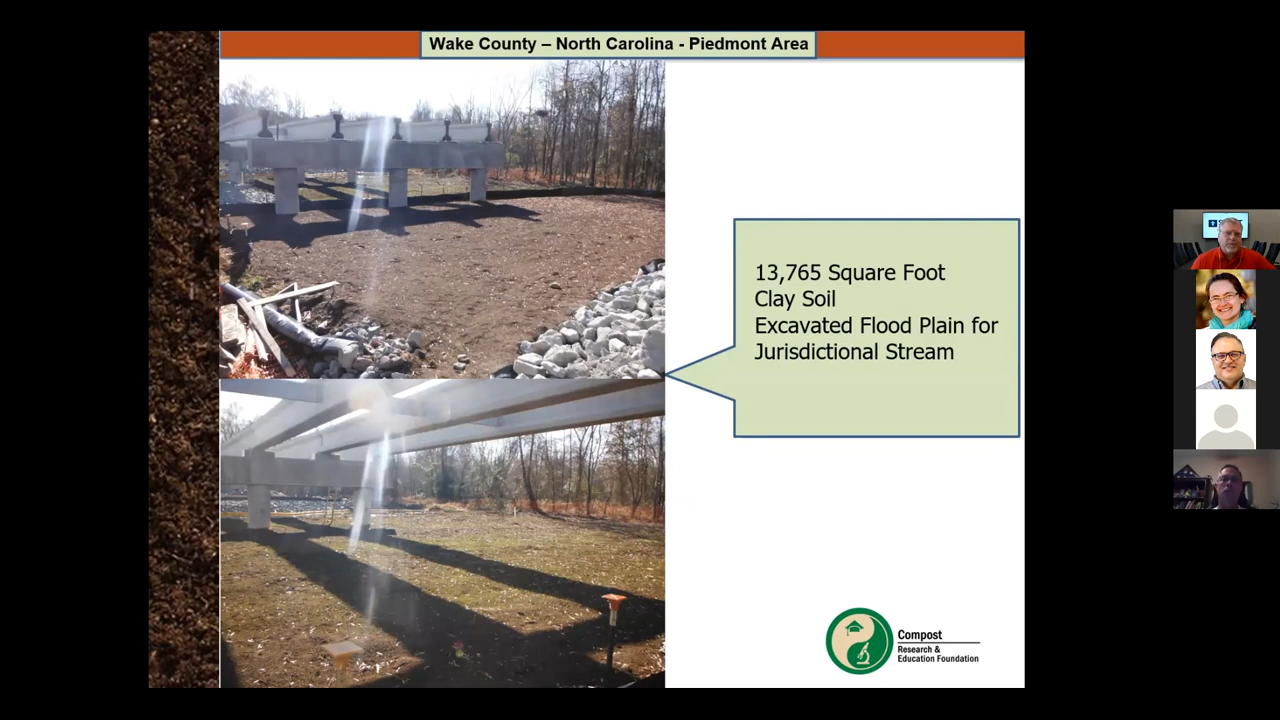 Wake County – North Carolina - Piedmont Area
13,765 Square Foot
Clay Soil
Excavated Flood Plain for
Jurisdictional Stream
Compost
Research &
Education Foundation